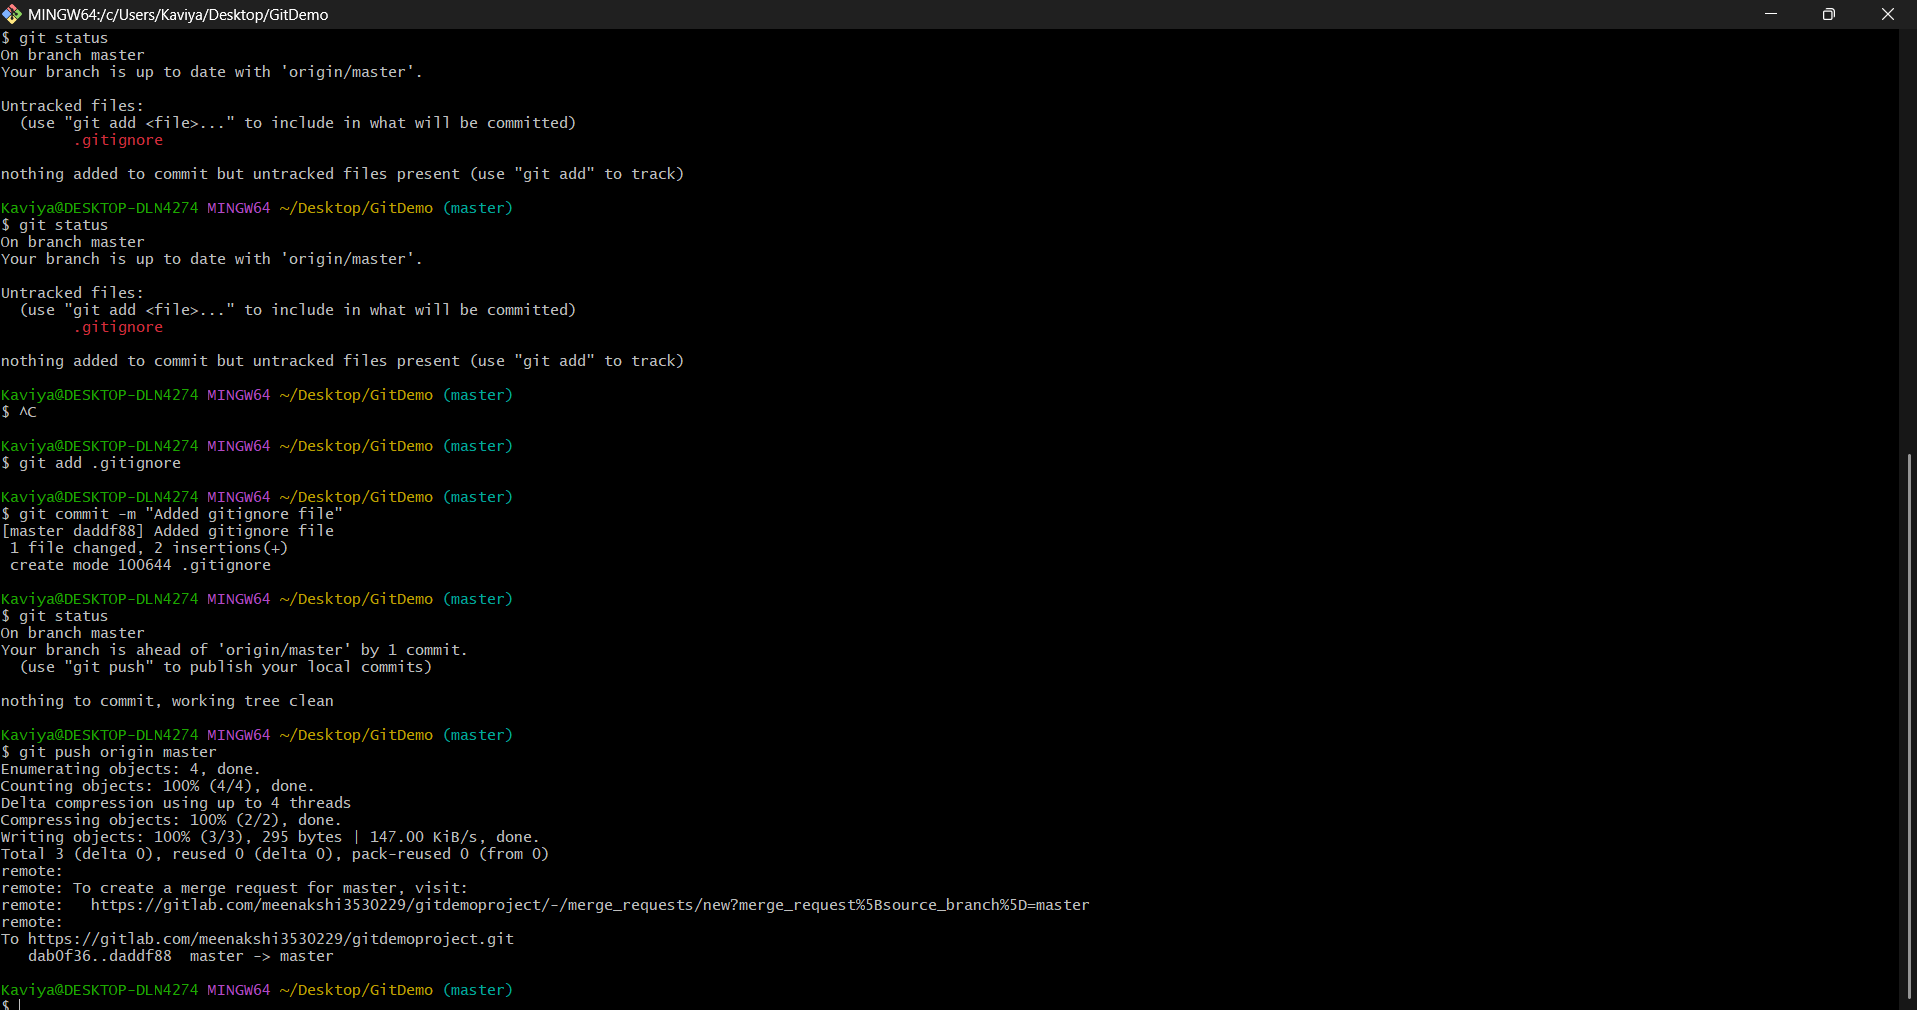 MINGW64:/c/Users/Kaviya/Desktop/GitDemo
$ git status
On branch master
Your branch is up to date with 'origin/master'.
Untracked files:
  (use "git add <file>..." to include in what will be committed)
        .gitignore
nothing added to commit but untracked files present (use "git add" to track)
Kaviya@DESKTOP-DLN4274 MINGW64 ~/Desktop/GitDemo (master)
$ git status
On branch master
Your branch is up to date with 'origin/master'.
Untracked files:
  (use "git add <file>..." to include in what will be committed)
        .gitignore
nothing added to commit but untracked files present (use "git add" to track)
Kaviya@DESKTOP-DLN4274 MINGW64 ~/Desktop/GitDemo (master)
$ ^C
Kaviya@DESKTOP-DLN4274 MINGW64 ~/Desktop/GitDemo (master)
$ git add .gitignore
Kaviya@DESKTOP-DLN4274 MINGW64 ~/Desktop/GitDemo (master)
$ git commit -m "Added gitignore file"
[master daddf88] Added gitignore file
 1 file changed, 2 insertions(+)
 create mode 100644 .gitignore
Kaviya@DESKTOP-DLN4274 MINGW64 ~/Desktop/GitDemo (master)
$ git status
On branch master
Your branch is ahead of 'origin/master' by 1 commit.
  (use "git push" to publish your local commits)
nothing to commit, working tree clean
Kaviya@DESKTOP-DLN4274 MINGW64 ~/Desktop/GitDemo (master)
$ git push origin master
Enumerating objects: 4, done.
Counting objects: 100% (4/4), done.
Delta compression using up to 4 threads
Compressing objects: 100% (2/2), done.
Writing objects: 100% (3/3), 295 bytes | 147.00 KiB/s, done.
Total 3 (delta 0), reused 0 (delta 0), pack-reused 0 (from 0)
remote:
remote: To create a merge request for master, visit:
remote:   https://gitlab.com/meenakshi3530229/gitdemoproject/-/merge_requests/new?merge_request%5Bsource_branch%5D=master
remote:
To https://gitlab.com/meenakshi3530229/gitdemoproject.git
   dab0f36..daddf88  master -> master
Kaviya@DESKTOP-DLN4274 MINGW64 ~/Desktop/GitDemo (master)
$